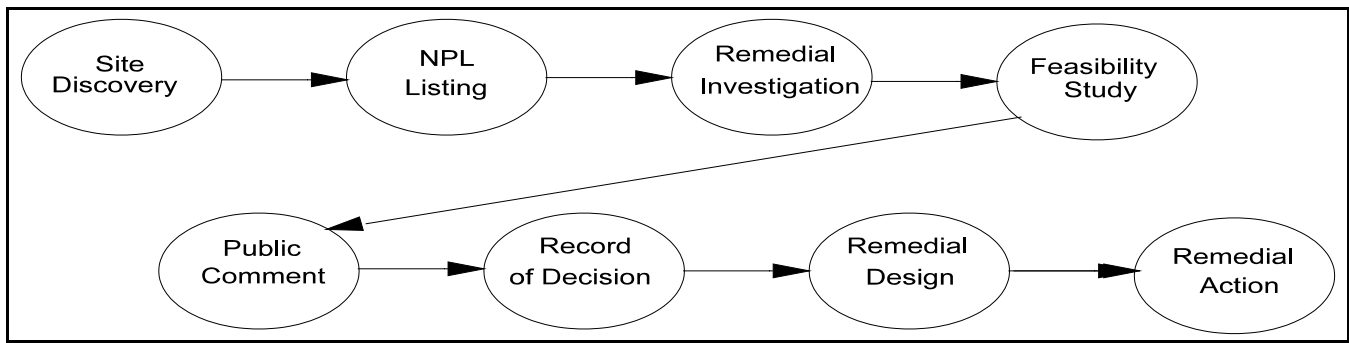 Site
Discovery
NPL
Listing
Remedial
Investigation
Feasibility
Study
Public
Comment
Record
of Decision
Remedial
Design
Remedial
Action